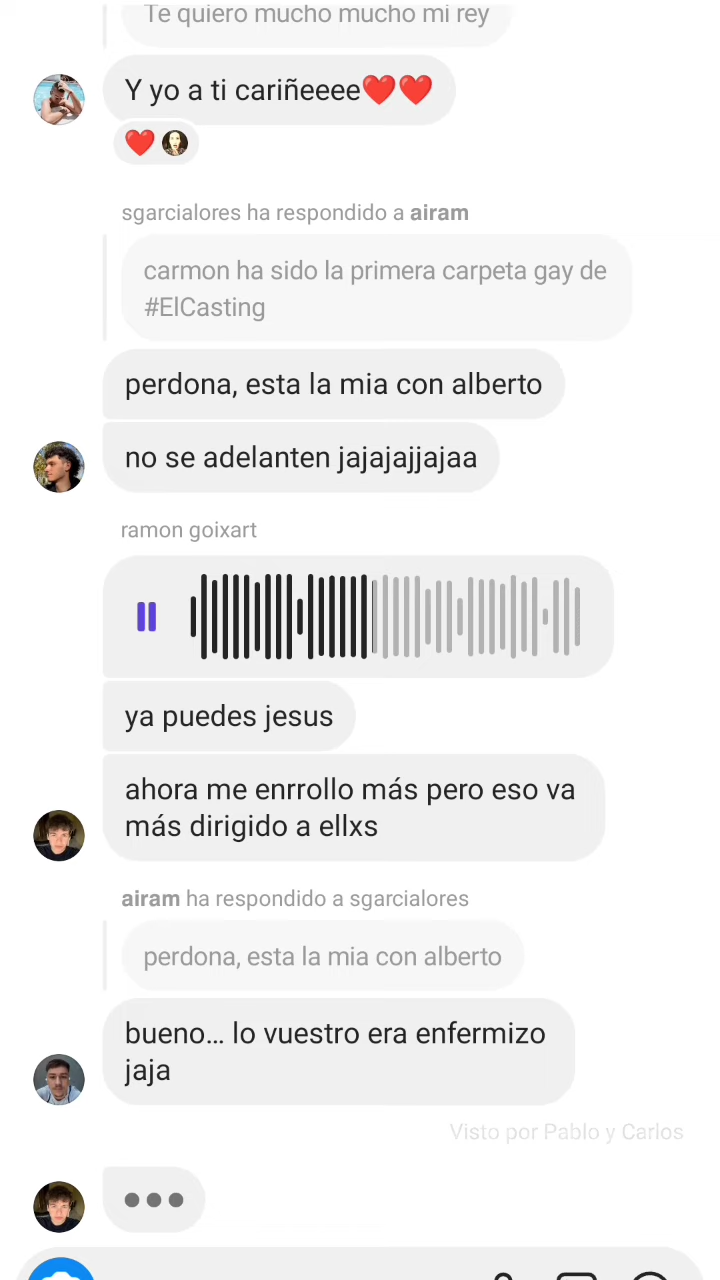 Te quiero mucho mucho mi rey
Y yo a ti cariñeeee❤️❤️
sgarcialores ha respondido a airam
carmon ha sido la primera carpeta gay de
#ElCasting
perdona, esta la mia con alberto
no se adelanten jajajajjajaa
ramon goixart
ya puedes jesus
ahora me enrrollo más pero eso va
más dirigido a ellxs
airam ha respondido a sgarcialores
perdona, esta la mia con alberto
bueno... lo vuestro era enfermizo
jaja
Visto por Pablo y Carlos